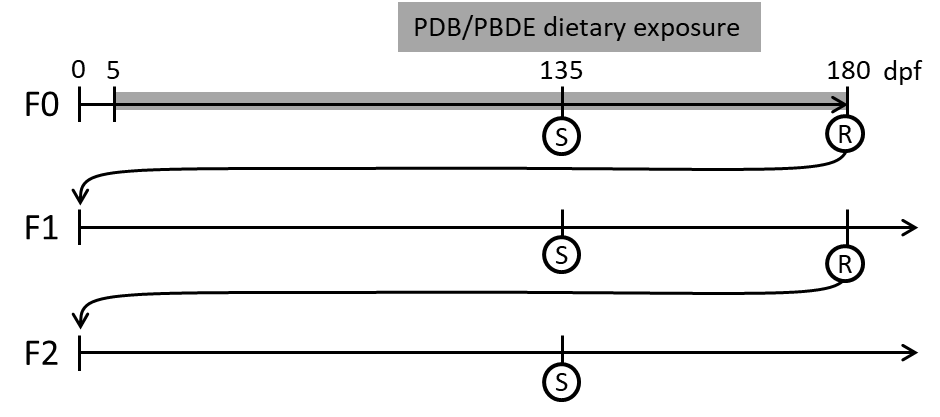 PDB/PBDE dietary exposure
0 5 135 180 dpf
F0
S R
F1
S R
F2
S